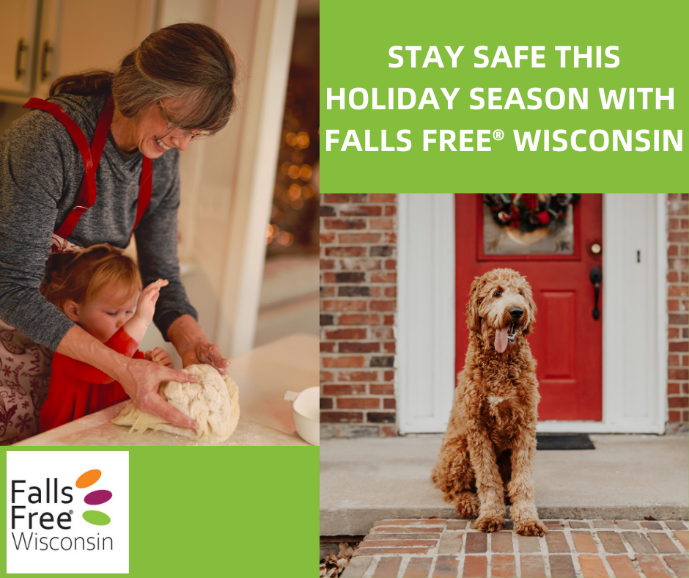 STAY SAFE THIS
HOLIDAY SEASON WITH
FALLS FREE® WISCONSIN
Falls
Free®
Wisconsin